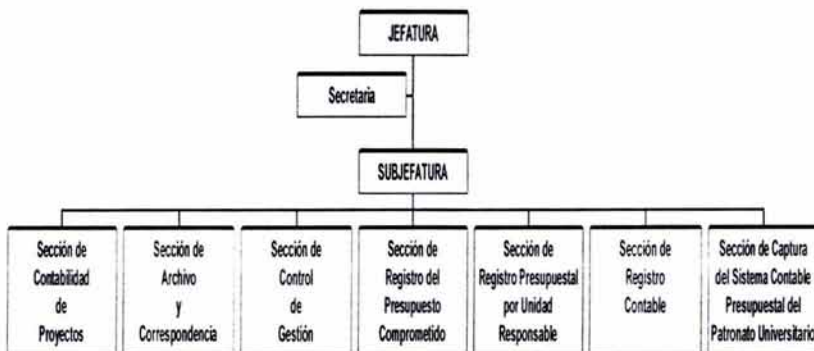 JEFATURA
Secretaria
SUBJEFATURA
Sección de
Contabilidad
de
Proyectos
Sección de
Archivo
y
Correspondencia
Sección de
Control
de
Gestión
Sección de
Registro del
Presupuesto
Comprometido
Sección de
Registro Presupuestal
por Unidad
Responsable
Sección de
Registro
Contable
Sección de Captura
del Sistema Contable
Presupuestal del
Patronato Universitario